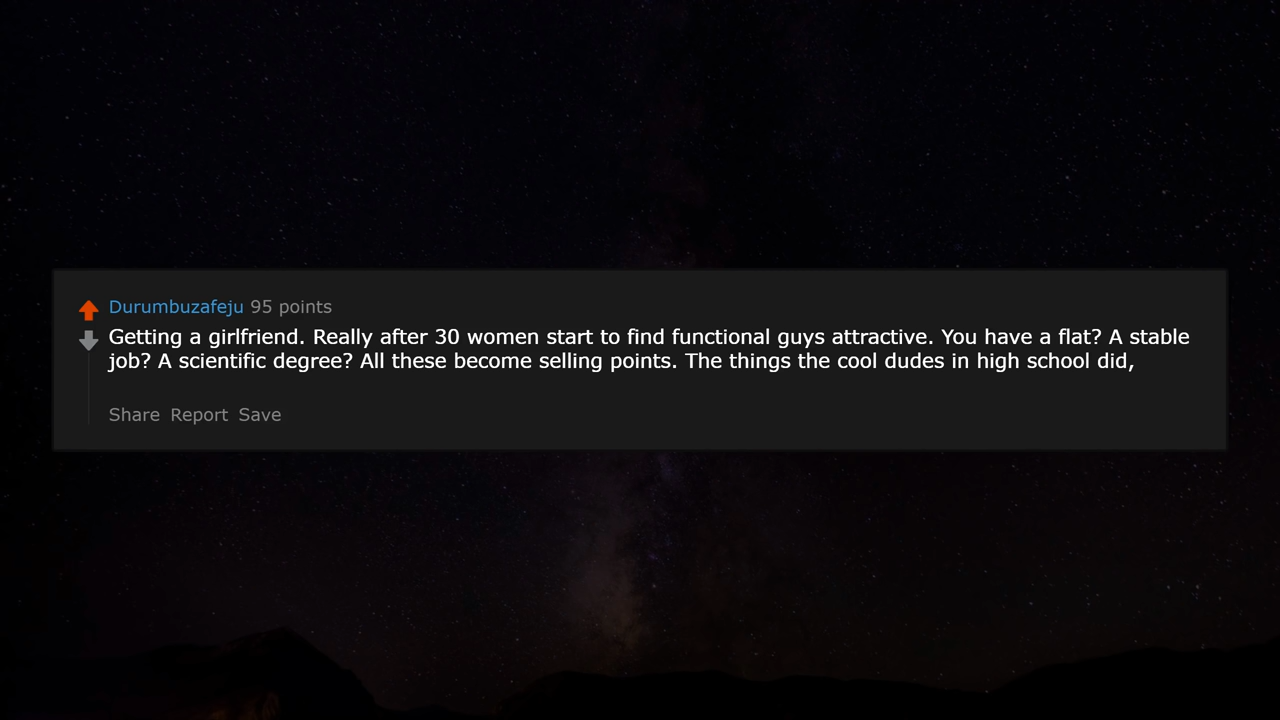 Durumbuzafeju 95 points
Getting a girlfriend. Really after 30 women start to find functional guys attractive. You have a flat? A stable
job? A scientific degree? All these become selling points. The things the cool dudes in high school did,
Share Report Save